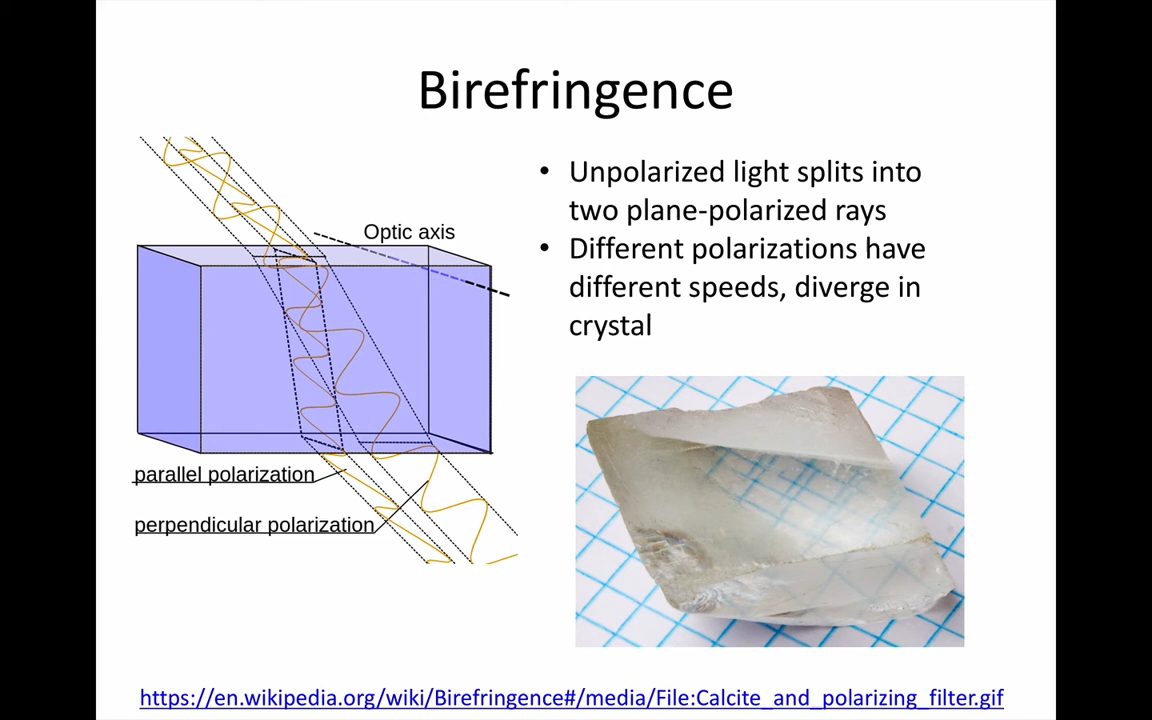 Birefringence
Optic axis
parallel polarization
perpendicular polarization
• Unpolarized light splits into
two plane-polarized rays
• Different polarizations have
different speeds, diverge in
crystal
https://en.wikipedia.org/wiki/Birefringence#/media/File:Calcite_and_polarizing_filter.gif